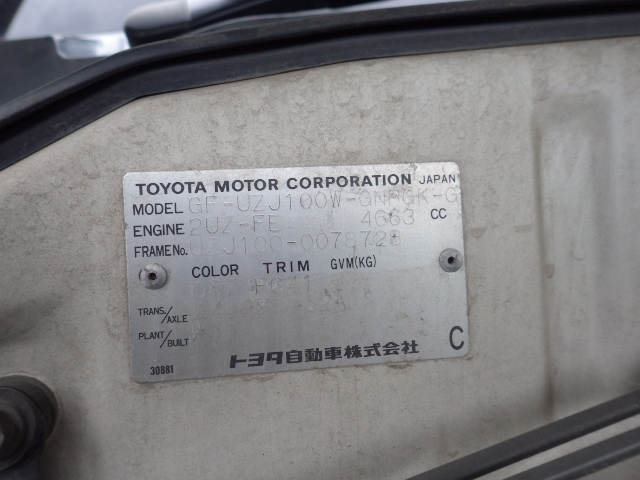 TOYOTA MOTOR CORPORATION JAPAN
MODEL GF-UZJ100W-GNMGK-G
ENGINE 2UZ-FE 4663 CC
FRAME No.
COLOR TRIM GVM(KG)
TRANS./AXLE
PLANT/BUILT
トヨタ自動車株式会社 C
30881